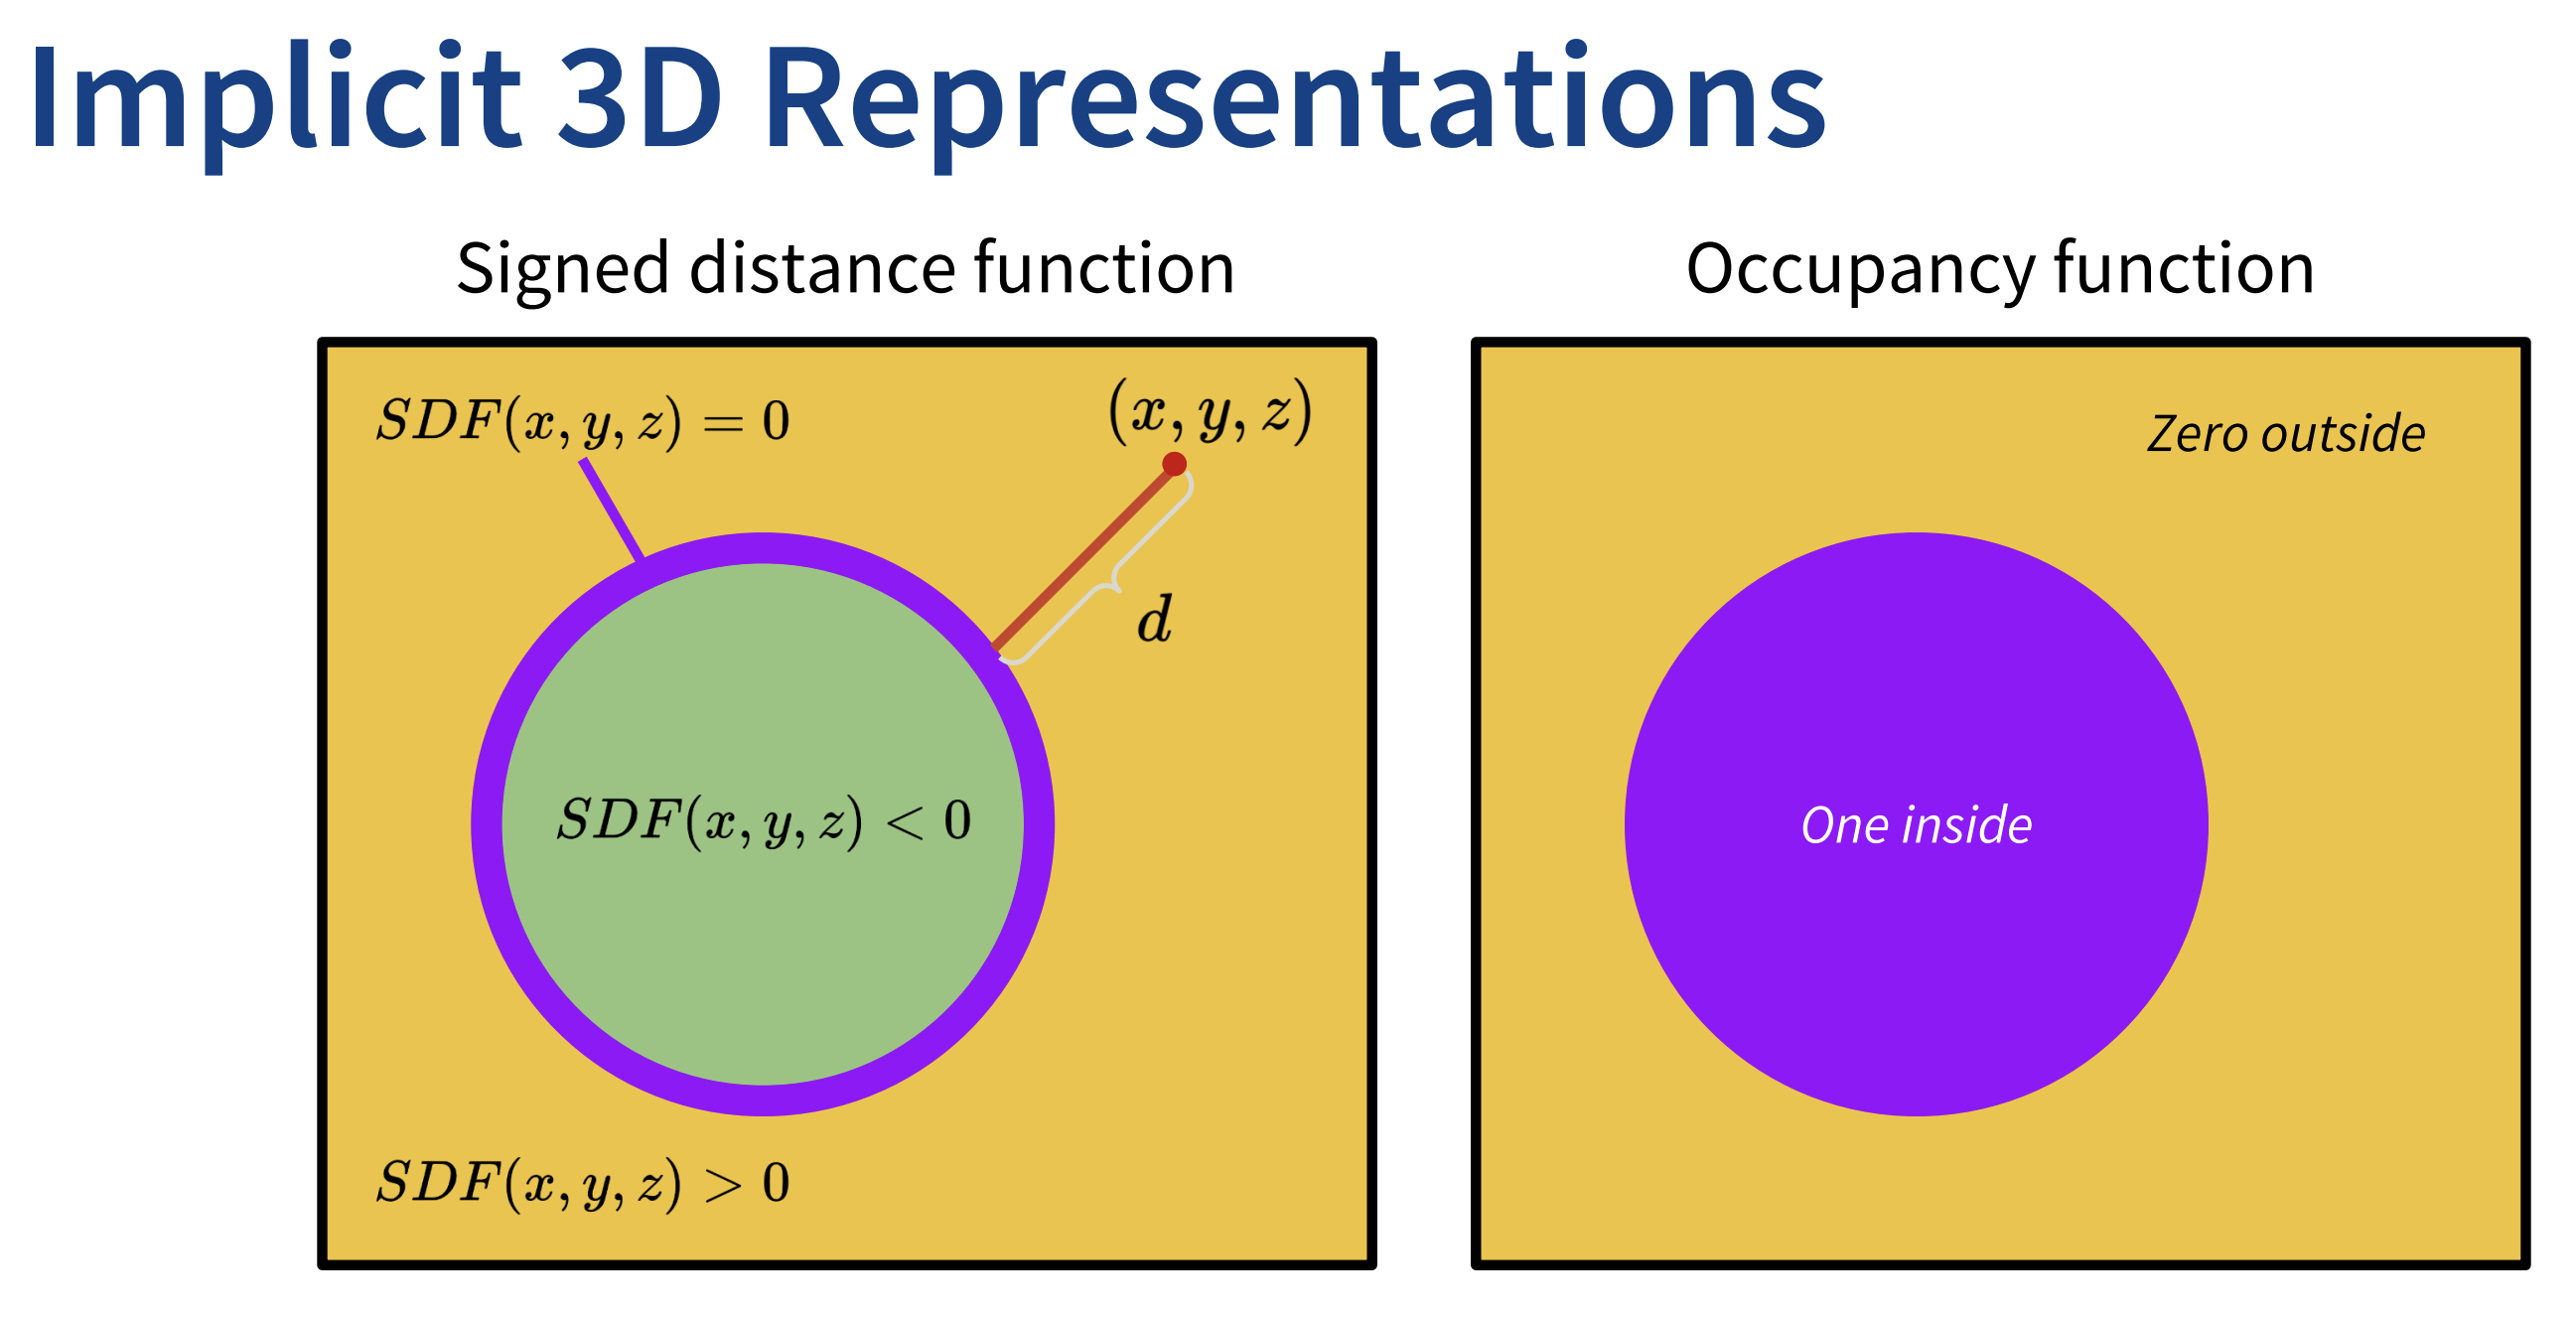 Implicit 3D Representations
Signed distance function
SDF(x, y, z) = 0
(x, y, z)
d
SDF(x, y, z) < 0
SDF(x, y, z) > 0
Occupancy function
Zero outside
One inside